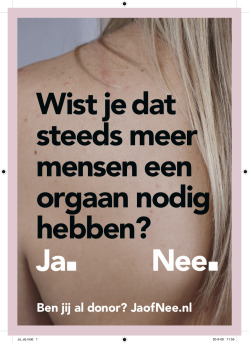 Wist je dat
steeds meer
mensen een
orgaan nodig
hebben?
Ja. Nee.
Ben jij al donor? JaofNee.nl